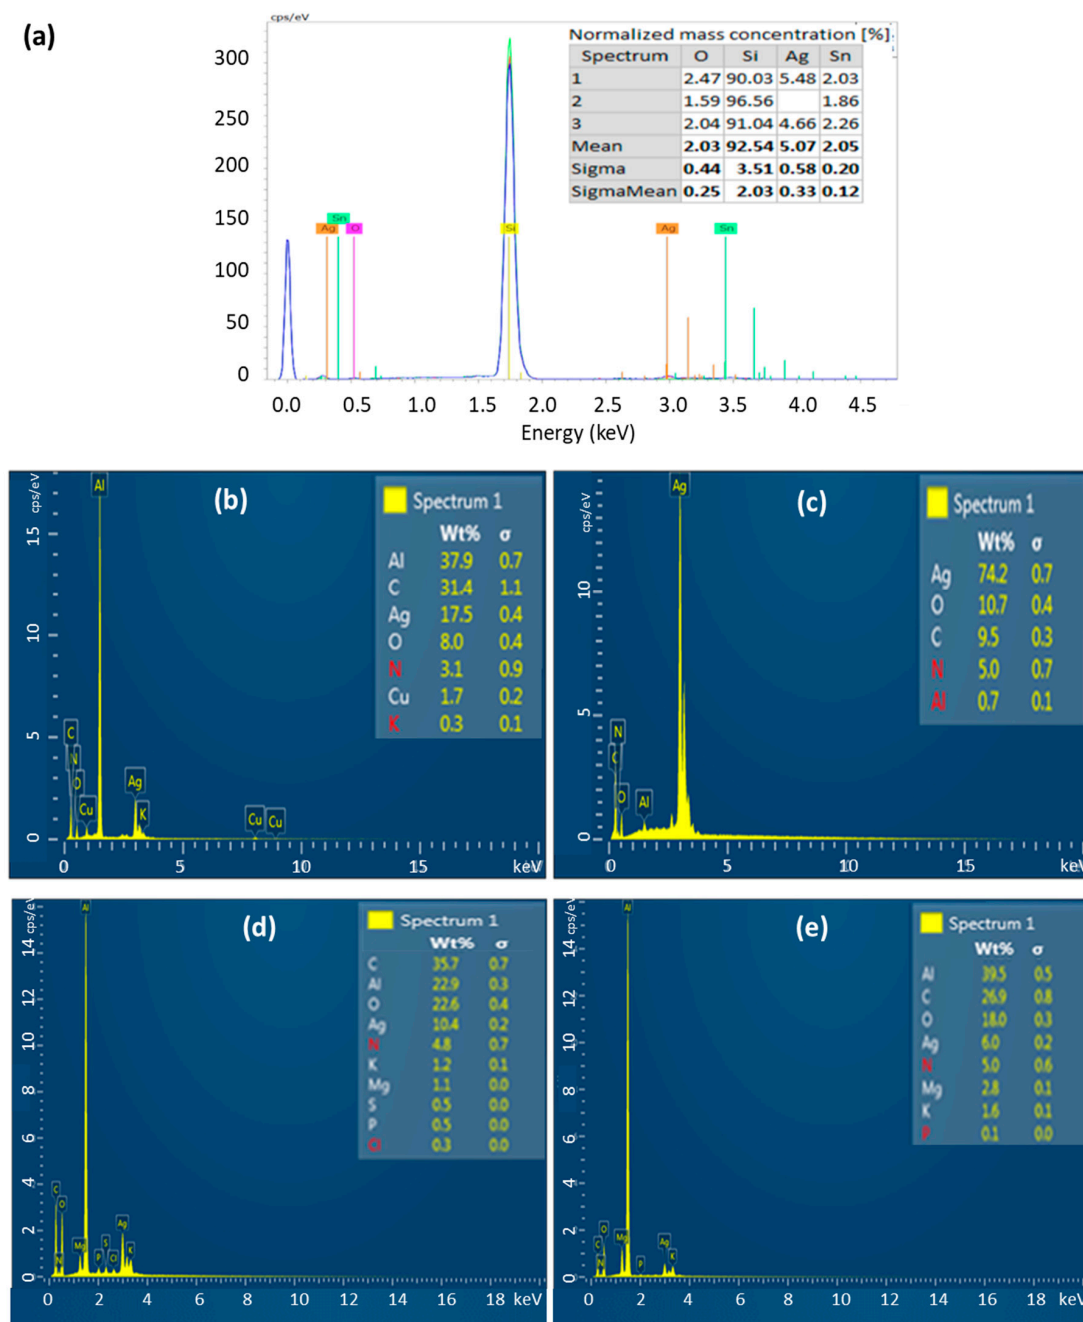 (a)
cps/eV
Normalized mass concentration [%]
Spectrum O Si Ag Sn
1 2.47 90.03 5.48 2.03
2 1.59 96.56 1.86
3 2.04 91.04 4.66 2.26
Mean 2.03 92.54 5.07 2.05
Sigma 0.44 3.51 0.58 0.20
SigmaMean 0.25 2.03 0.33 0.12
300
250
200
150
100
50
0
Sn
Ag O Si Ag Sn
0.0 0.5 1.0 1.5 2.0 2.5 3.0 3.5 4.0 4.5
Energy (keV)
(b)
cps/eV
Al
Spectrum 1
Wt% σ
Al 37.9 0.7
C 31.4 1.1
Ag 17.5 0.4
O 8.0 0.4
N 3.1 0.9
Cu 1.7 0.2
K 0.3 0.1
15
10
5
0
C
N
O
Cu
Ag
K
Cu Cu
0 5 10 15 keV
(c)
cps/eV
Ag
Spectrum 1
Wt% σ
Ag 74.2 0.7
O 10.7 0.4
C 9.5 0.3
N 5.0 0.7
Al 0.7 0.1
10
5
0
N
C
O
Al
0 5 10 15 keV
(d)
cps/eV
Al
Spectrum 1
Wt% σ
C 35.7 0.7
Al 22.9 0.3
O 22.6 0.4
Ag 10.4 0.2
N 4.8 0.7
K 1.2 0.1
Mg 1.1 0.0
S 0.5 0.0
P 0.5 0.0
Cl 0.3 0.0
14
12
10
8
6
4
2
0
C
O
N
Mg
P
S
Cl
Ag
K
0 2 4 6 8 10 12 14 16 18 keV
(e)
cps/eV
Al
Spectrum 1
Wt% σ
Al 39.5 0.5
C 26.9 0.8
O 18.0 0.3
Ag 6.0 0.2
N 5.0 0.6
Mg 2.8 0.1
K 1.6 0.1
P 0.1 0.0
14
12
10
8
6
4
2
0
O
C
N
Mg
P
Ag
K
0 2 4 6 8 10 12 14 16 18 keV